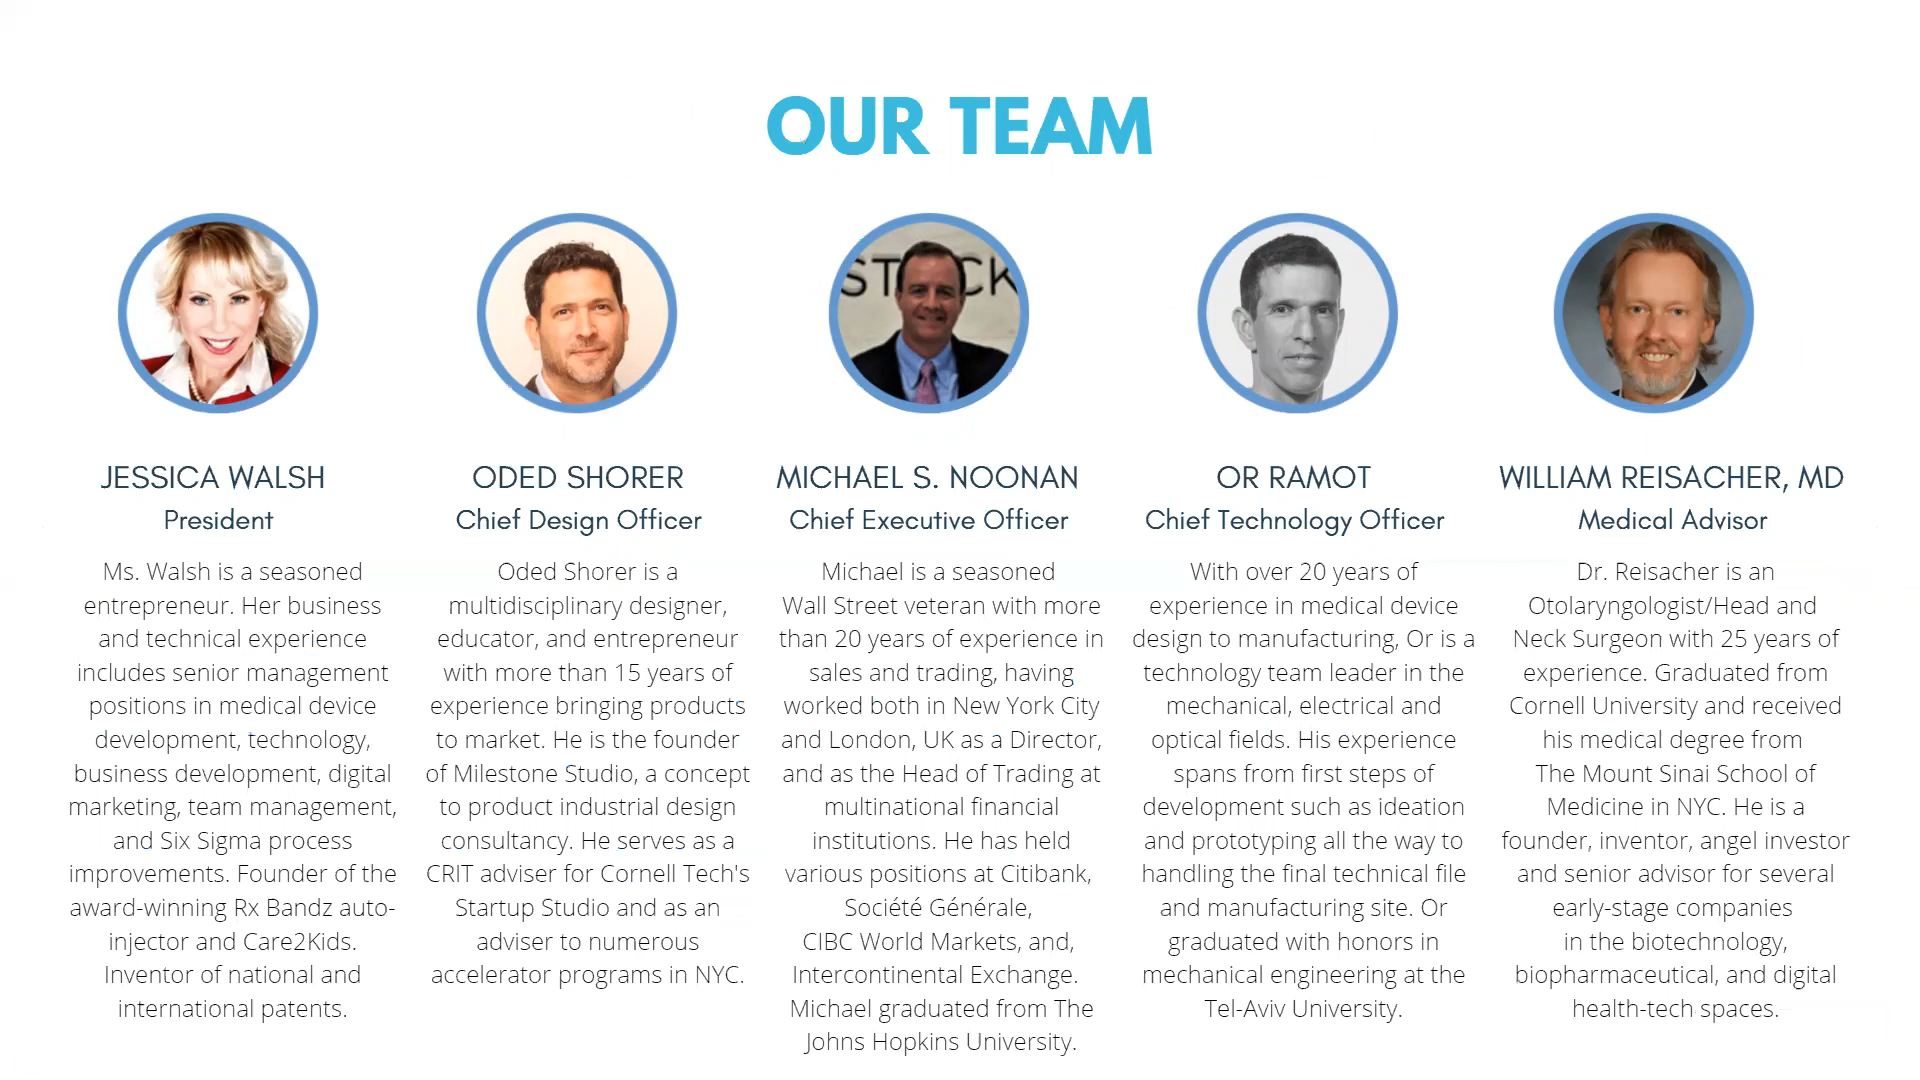 OUR TEAM
ST CK
JESSICA WALSH
President
Ms. Walsh is a seasoned
entrepreneur. Her business
and technical experience
includes senior management
positions in medical device
development, technology,
business development, digital
marketing, team management,
and Six Sigma process
improvements. Founder of the
award-winning Rx Bandz auto-
injector and Care2Kids.
Inventor of national and
international patents.
ODED SHORER
Chief Design Officer
Oded Shorer is a
multidisciplinary designer,
educator, and entrepreneur
with more than 15 years of
experience bringing products
to market. He is the founder
of Milestone Studio, a concept
to product industrial design
consultancy. He serves as a
CRIT adviser for Cornell Tech's
Startup Studio and as an
adviser to numerous
accelerator programs in NYC.
MICHAEL S. NOONAN
Chief Executive Officer
Michael is a seasoned
Wall Street veteran with more
than 20 years of experience in
sales and trading, having
worked both in New York City
and London, UK as a Director,
and as the Head of Trading at
multinational financial
institutions. He has held
various positions at Citibank,
Société Générale,
CIBC World Markets, and,
Intercontinental Exchange.
Michael graduated from The
Johns Hopkins University.
OR RAMOT
Chief Technology Officer
With over 20 years of
experience in medical device
design to manufacturing, Or is a
technology team leader in the
mechanical, electrical and
optical fields. His experience
spans from first steps of
development such as ideation
and prototyping all the way to
handling the final technical file
and manufacturing site. Or
graduated with honors in
mechanical engineering at the
Tel-Aviv University.
WILLIAM REISACHER, MD
Medical Advisor
Dr. Reisacher is an
Otolaryngologist/Head and
Neck Surgeon with 25 years of
experience. Graduated from
Cornell University and received
his medical degree from
The Mount Sinai School of
Medicine in NYC. He is a
founder, inventor, angel investor
and senior advisor for several
early-stage companies
in the biotechnology,
biopharmaceutical, and digital
health-tech spaces.